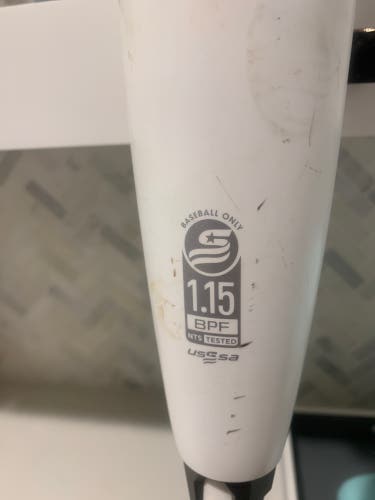 BASEBALL ONLY
1.15
BPF
NTS TESTED
usssa